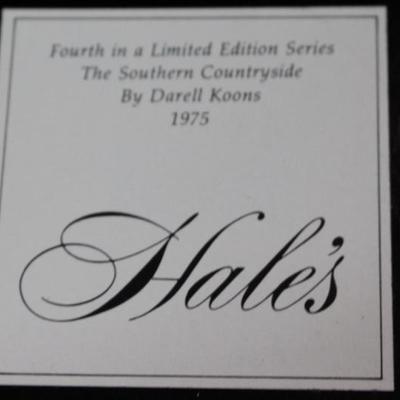 Fourth in a Limited Edition Series
The Southern Countryside
By Darell Koons
1975
Hale's